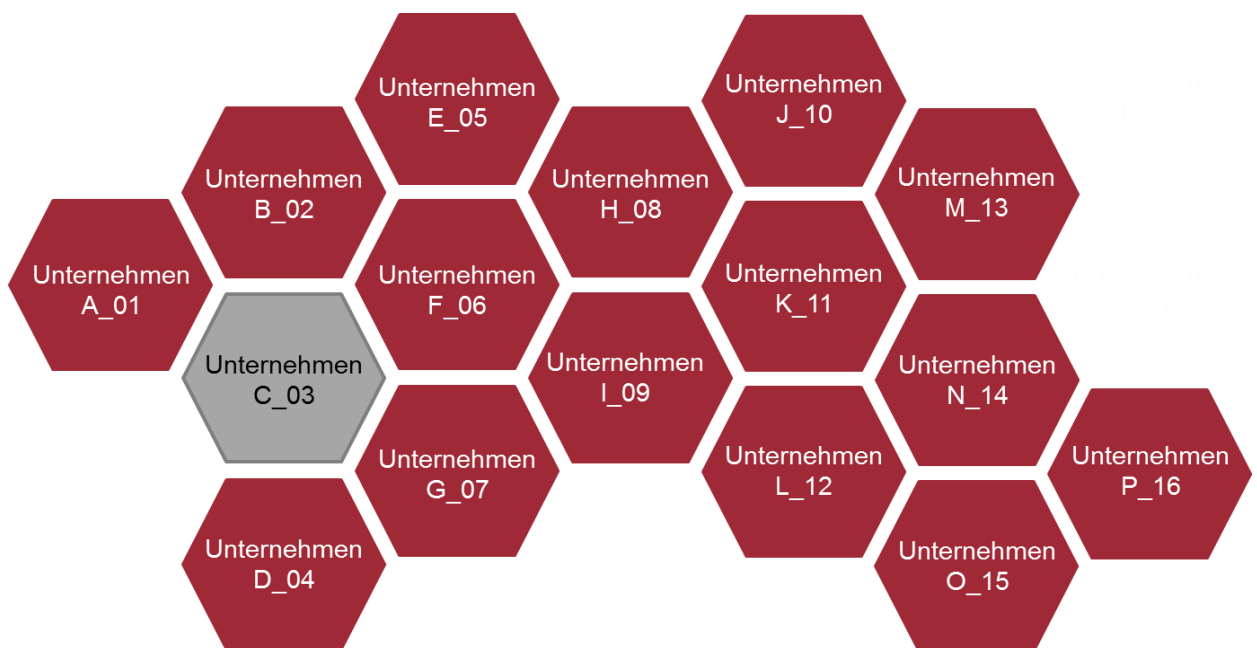 Unternehmen
A_01
Unternehmen
B_02
Unternehmen
C_03
Unternehmen
D_04
Unternehmen
E_05
Unternehmen
F_06
Unternehmen
G_07
Unternehmen
H_08
Unternehmen
I_09
Unternehmen
J_10
Unternehmen
K_11
Unternehmen
L_12
Unternehmen
M_13
Unternehmen
N_14
Unternehmen
O_15
Unternehmen
P_16